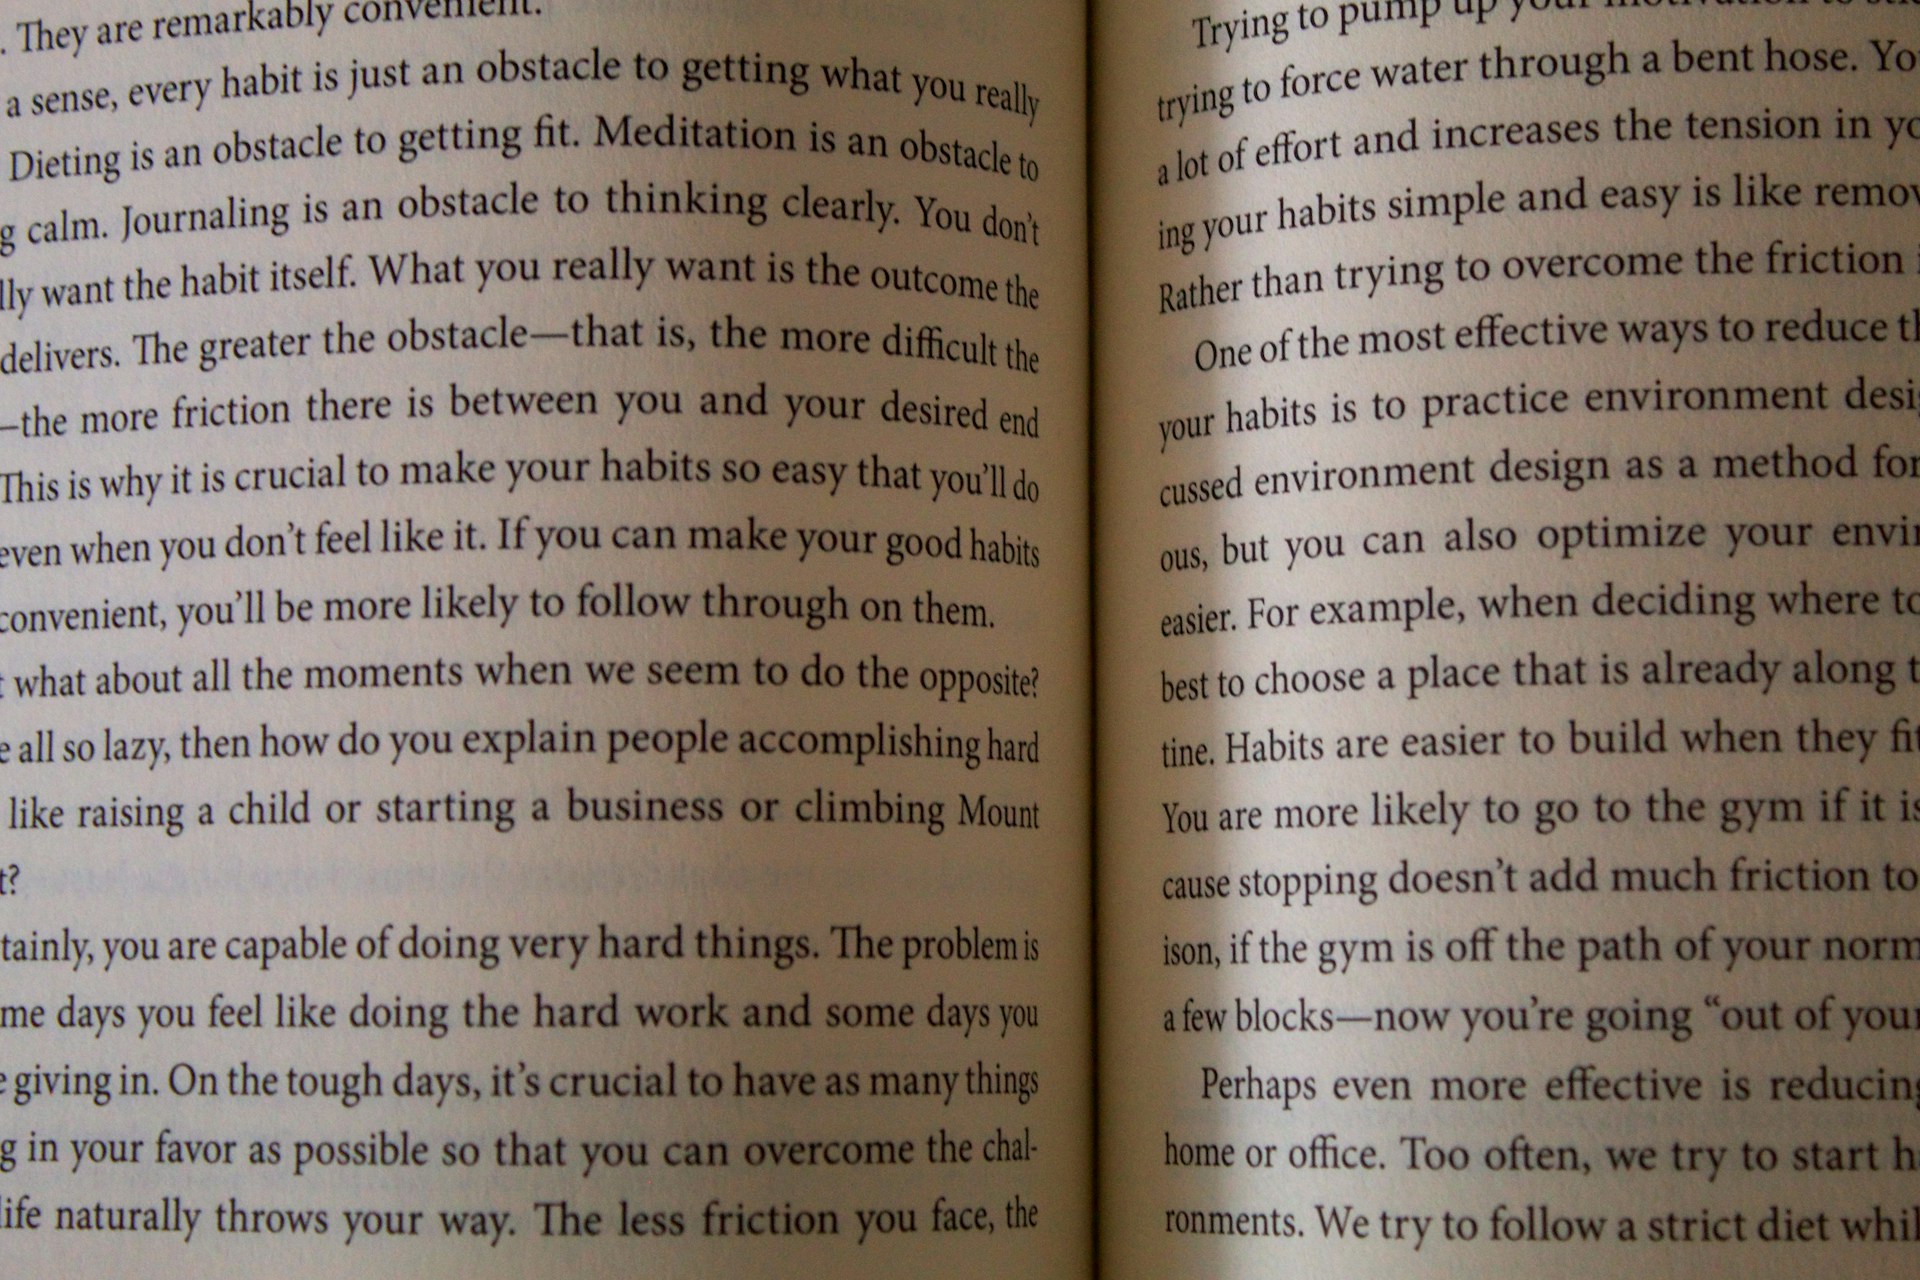 . They are remarkably convenient.
a sense, every habit is just an obstacle to getting what you really
Dieting is an obstacle to getting fit. Meditation is an obstacle to
g calm. Journaling is an obstacle to thinking clearly. You don't
lly want the habit itself. What you really want is the outcome the
delivers. The greater the obstacle—that is, the more difficult the
—the more friction there is between you and your desired end
This is why it is crucial to make your habits so easy that you'll do
even when you don't feel like it. If you can make your good habits
convenient, you'll be more likely to follow through on them.
t what about all the moments when we seem to do the opposite?
e all so lazy, then how do you explain people accomplishing hard
like raising a child or starting a business or climbing Mount
t?
tainly, you are capable of doing very hard things. The problem is
me days you feel like doing the hard work and some days you
e giving in. On the tough days, it's crucial to have as many things
g in your favor as possible so that you can overcome the chal-
life naturally throws your way. The less friction you face, the
Trying to pump up your motivation to
trying to force water through a bent hose. Yo
a lot of effort and increases the tension in yo
ing your habits simple and easy is like remov
Rather than trying to overcome the friction i
One of the most effective ways to reduce th
your habits is to practice environment desig
cussed environment design as a method for
ous, but you can also optimize your envir
easier. For example, when deciding where to
best to choose a place that is already along t
tine. Habits are easier to build when they fit
You are more likely to go to the gym if it is
cause stopping doesn't add much friction to
ison, if the gym is off the path of your norm
a few blocks—now you're going “out of your
Perhaps even more effective is reducing
home or office. Too often, we try to start h
ronments. We try to follow a strict diet whil